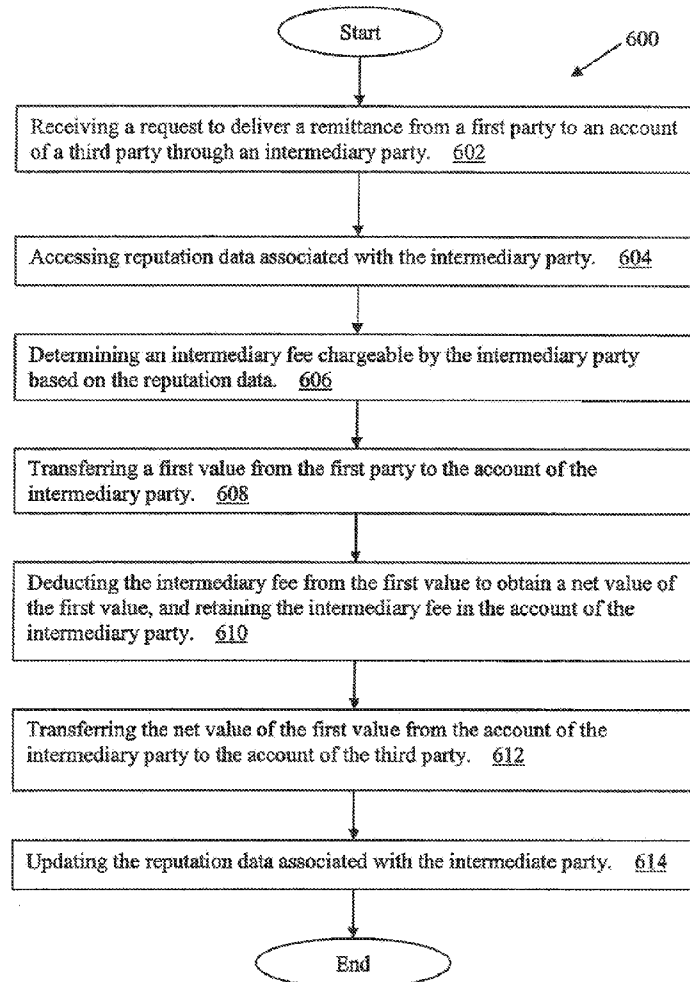 Start
600
Receiving a request to deliver a remittance from a first party to an account
of a third party through an intermediary party. 602
Accessing reputation data associated with the intermediary party. 604
Determining an intermediary fee chargeable by the intermediary party
based on the reputation data. 606
Transferring a first value from the first party to the account of the
intermediary party. 608
Deducting the intermediary fee from the first value to obtain a net value of
the first value, and retaining the intermediary fee in the account of the
intermediary party. 610
Transferring the net value of the first value from the account of the
intermediary party to the account of the third party. 612
Updating the reputation data associated with the intermediate party. 614
End